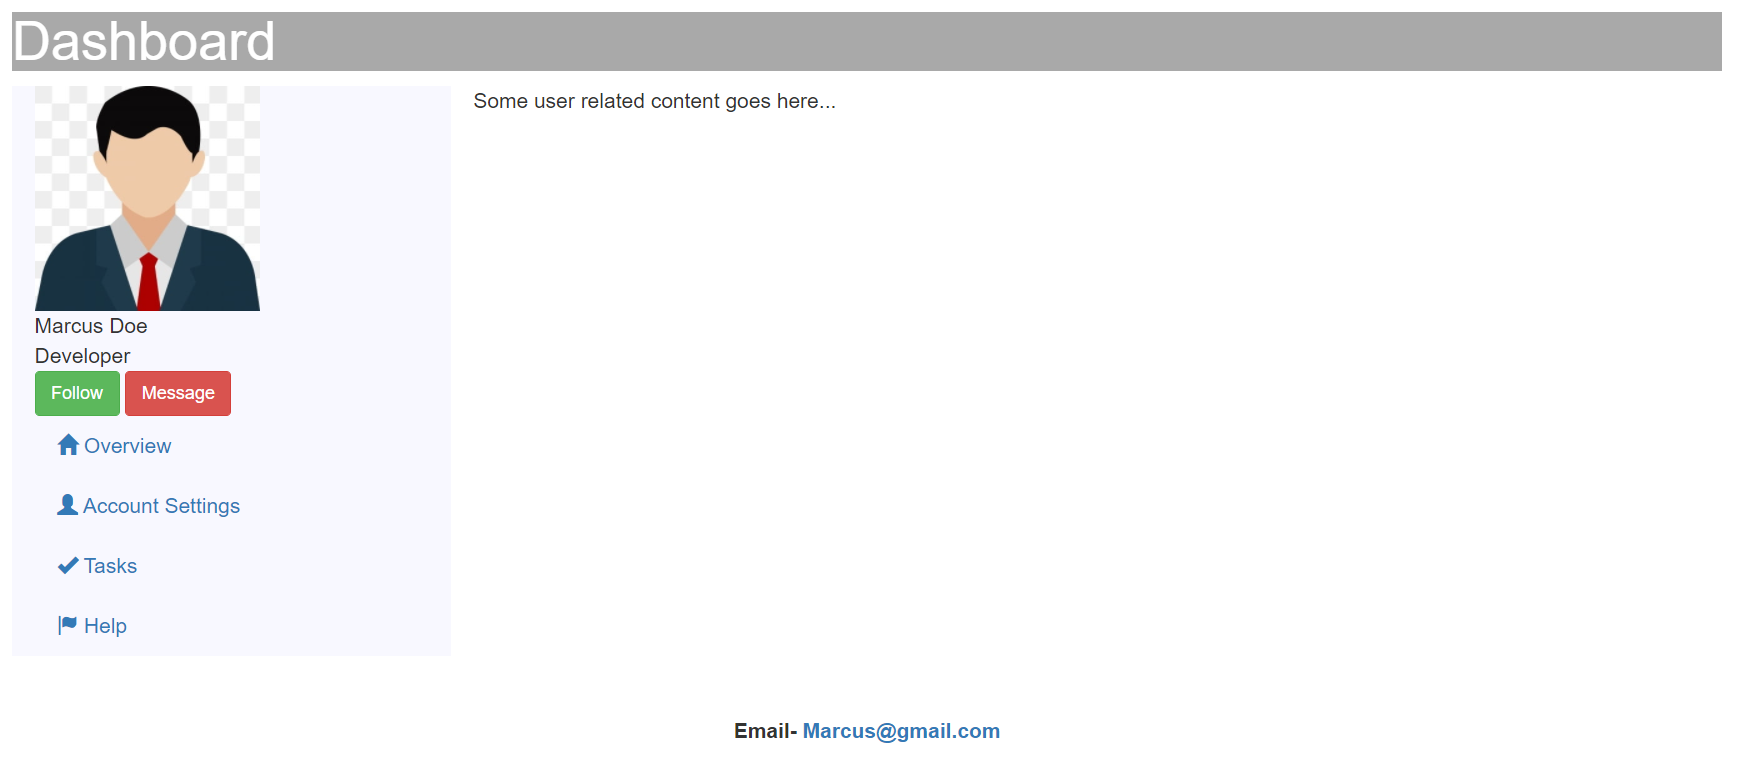 Dashboard
Some user related content goes here...
Marcus Doe
Developer
Follow Message
Overview
Account Settings
Tasks
Help
Email- Marcus@gmail.com